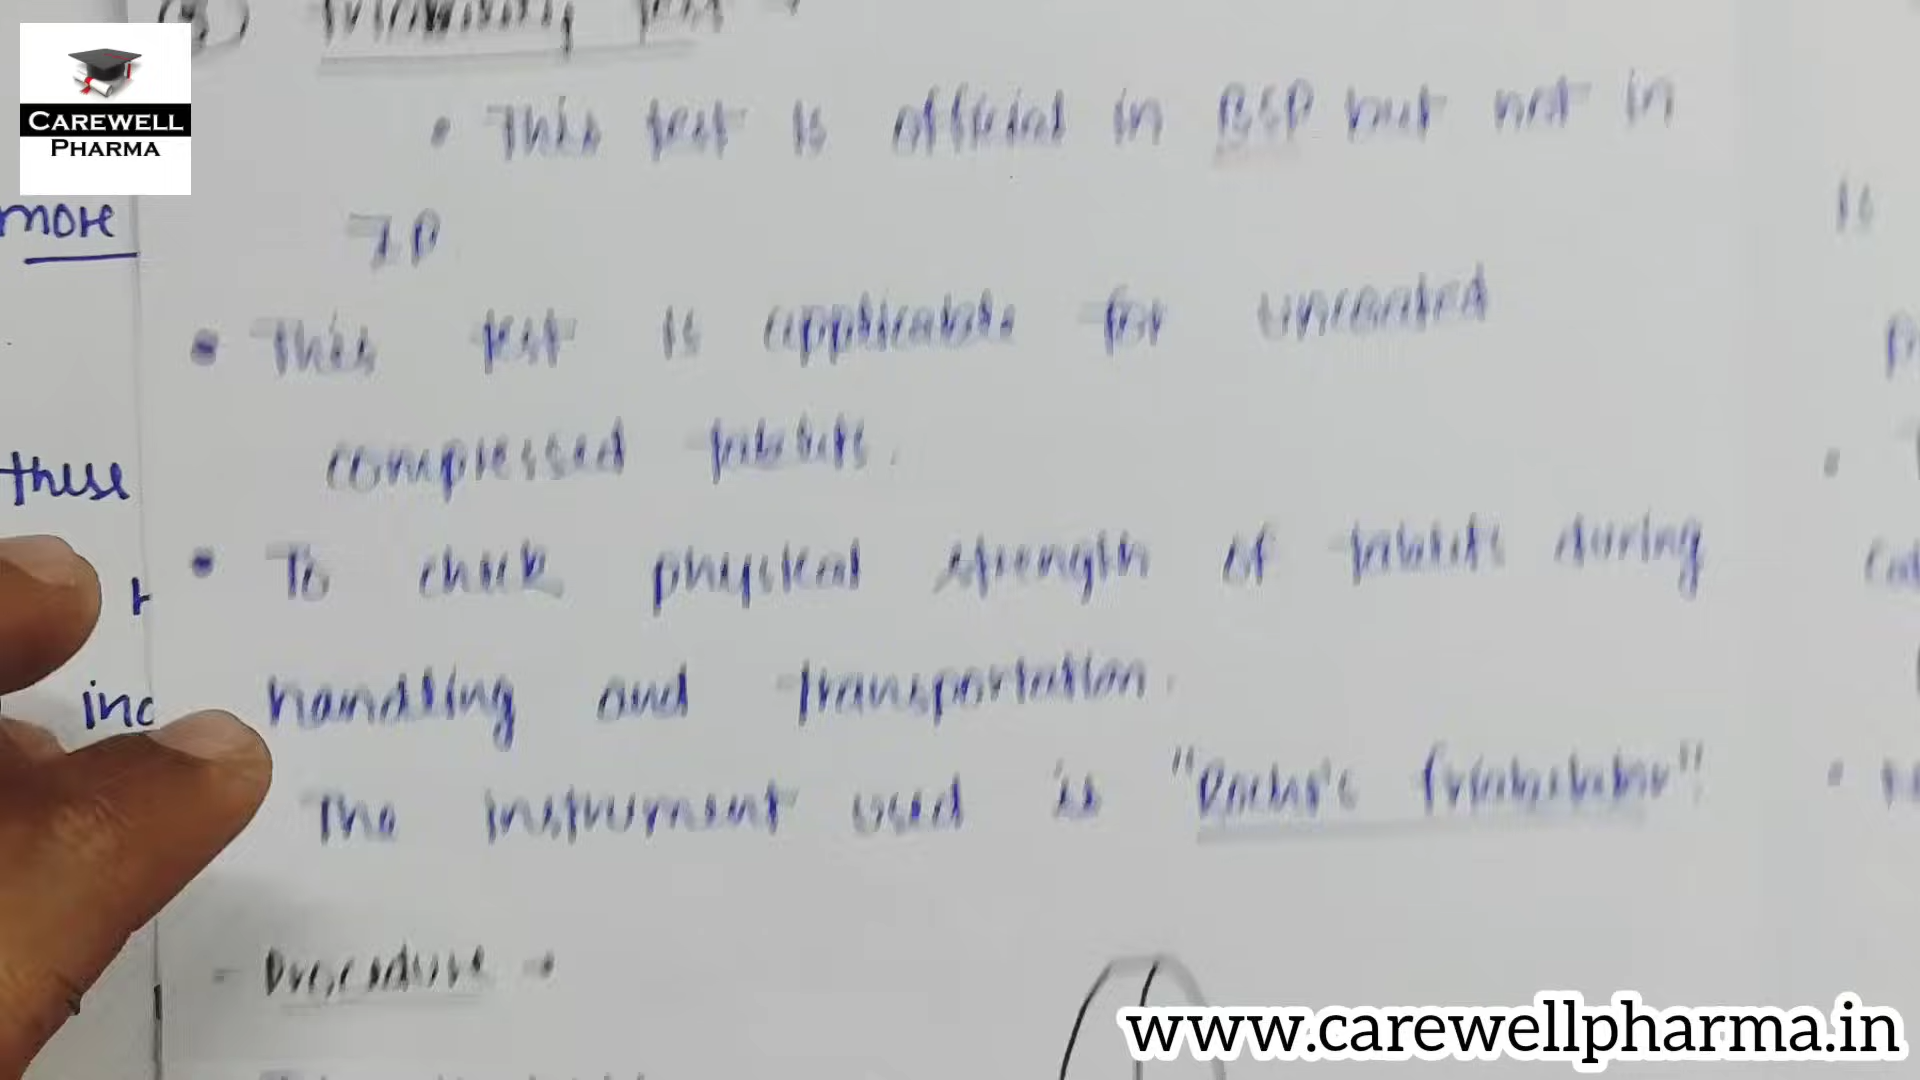 Friability test
CAREWELL
PHARMA
• This test is official in BSP but not in
IP
more
• This test is applicable for uncoated
compressed tablets.
these
• To check physical strength of tablets during
handling and transportation.
inc
The instrument used is "Roche's friabilator".
- Procedure →
www.carewellpharma.in